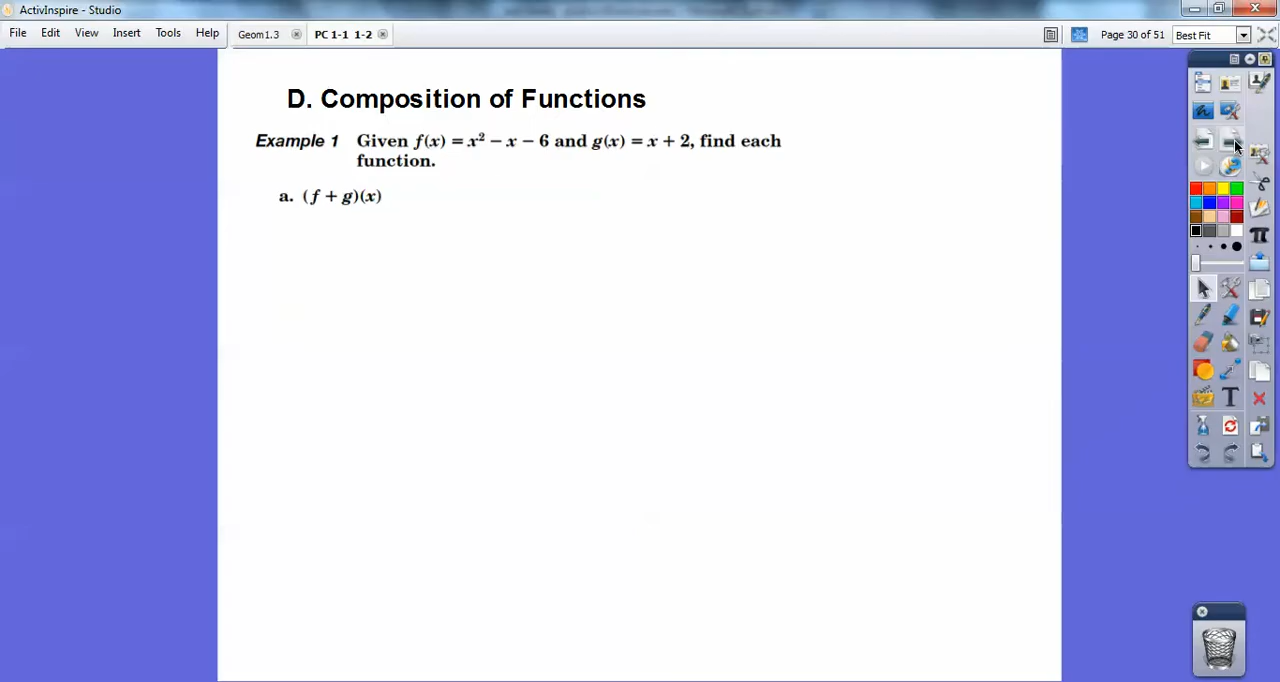 ActivInspire - Studio
File Edit View Insert Tools Help
Geom1.3 PC 1-1 1-2 Page 30 of 51 Best Fit
D. Composition of Functions
Example 1 Given f(x) = x² − x − 6 and g(x) = x + 2, find each
function.
a. (f + g)(x)